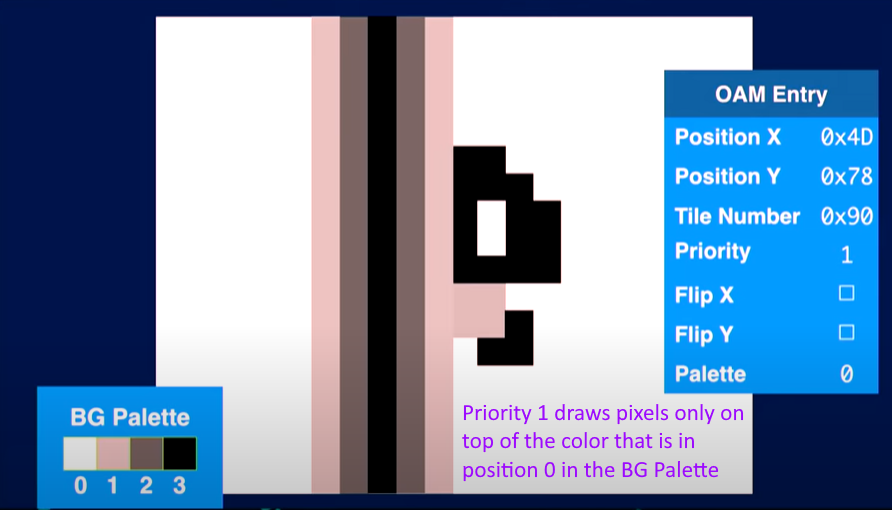 OAM Entry
Position X 0x4D
Position Y 0x78
Tile Number 0x90
Priority 1
Flip X
Flip Y
Palette 0
BG Palette
0 1 2 3
Priority 1 draws pixels only on
top of the color that is in
position 0 in the BG Palette